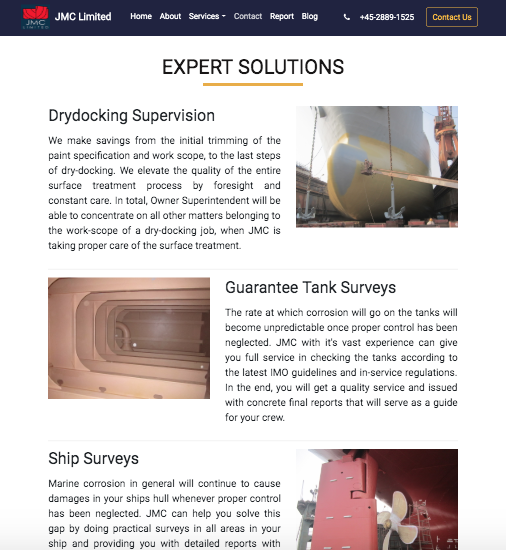 JMC
LIMITED
JMC Limited
Home About Services Contact Report Blog
+45-2889-1525
Contact Us
EXPERT SOLUTIONS
Drydocking Supervision
We make savings from the initial trimming of the
paint specification and work scope, to the last steps
of dry-docking. We elevate the quality of the entire
surface treatment process by foresight and
constant care. In total, Owner Superintendent will be
able to concentrate on all other matters belonging to
the work-scope of a dry-docking job, when JMC is
taking proper care of the surface treatment.
Guarantee Tank Surveys
The rate at which corrosion will go on the tanks will
become unpredictable once proper control has been
neglected. JMC with it's vast experience can give
you full service in checking the tanks according to
the latest IMO guidelines and in-service regulations.
In the end, you will get a quality service and issued
with concrete final reports that will serve as a guide
for your crew.
Ship Surveys
Marine corrosion in general will continue to cause
damages in your ships hull whenever proper control
has been neglected. JMC can help you solve this
gap by doing practical surveys in all areas in your
ship and providing you with detailed reports with